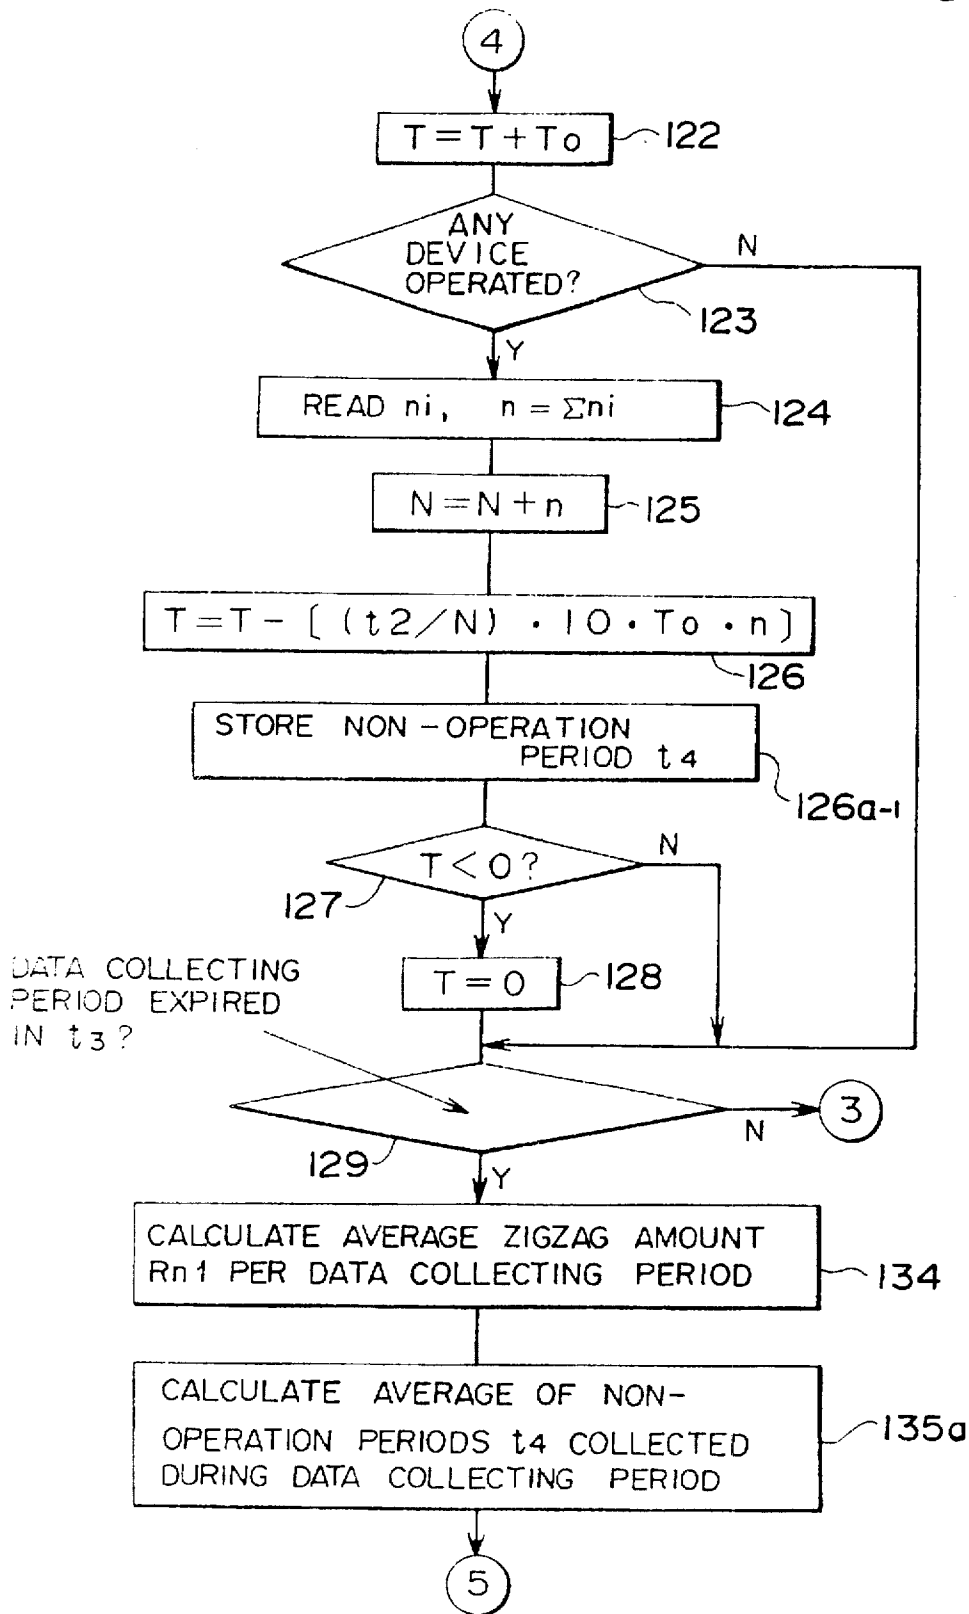 4
T=T+To
122
ANY
DEVICE
OPERATED?
N
123
Y
READ ni, n=Σni
124
N=N+n
125
T=T-[(t2/N)·10·To·n]
126
STORE NON-OPERATION
PERIOD t4
126a-1
T<0?
N
127
Y
T=0
128
DATA COLLECTING
PERIOD EXPIRED
IN t3?
3
N
129
Y
CALCULATE AVERAGE ZIGZAG AMOUNT
Rn1 PER DATA COLLECTING PERIOD
134
CALCULATE AVERAGE OF NON-
OPERATION PERIODS t4 COLLECTED
DURING DATA COLLECTING PERIOD
135a
5